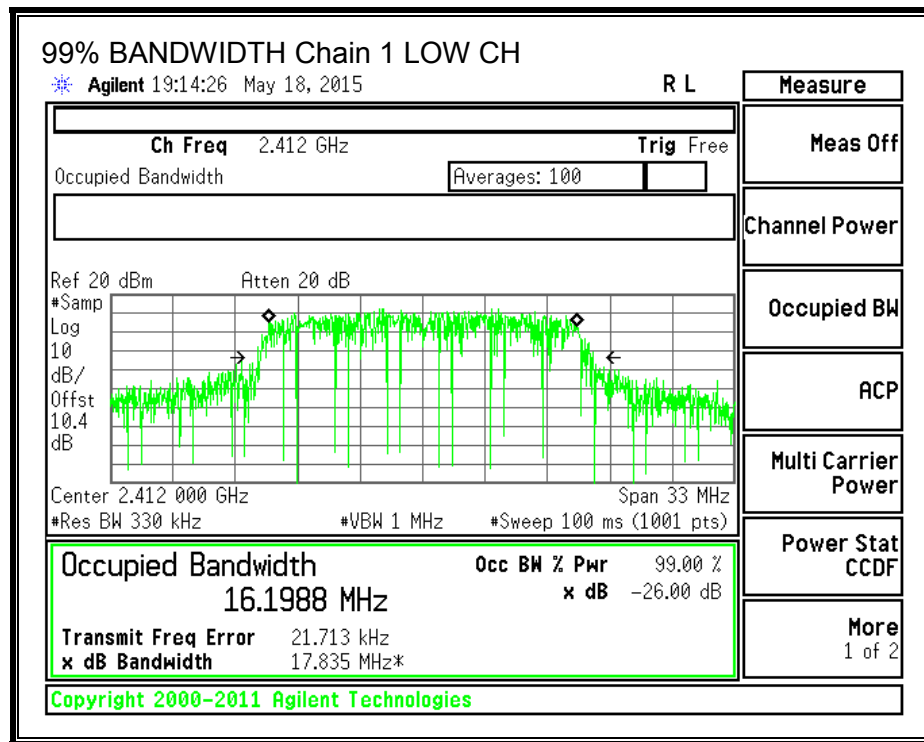 99% BANDWIDTH Chain 1 LOW CH
Agilent 19:14:26 May 18, 2015 R L
Measure
Ch Freq 2.412 GHz Trig Free
Meas Off
Occupied Bandwidth Averages: 100
Channel Power
Ref 20 dBm Atten 20 dB
#Samp
Log
10
dB/
Offst
10.4
dB
Occupied BW
ACP
Multi Carrier
Power
Center 2.412 000 GHz Span 33 MHz
#Res BW 330 kHz #VBW 1 MHz #Sweep 100 ms (1001 pts)
Power Stat
CCDF
Occupied Bandwidth Occ BW % Pwr 99.00 %
16.1988 MHz x dB -26.00 dB
Transmit Freq Error 21.713 kHz
x dB Bandwidth 17.835 MHz*
More
1 of 2
Copyright 2000-2011 Agilent Technologies